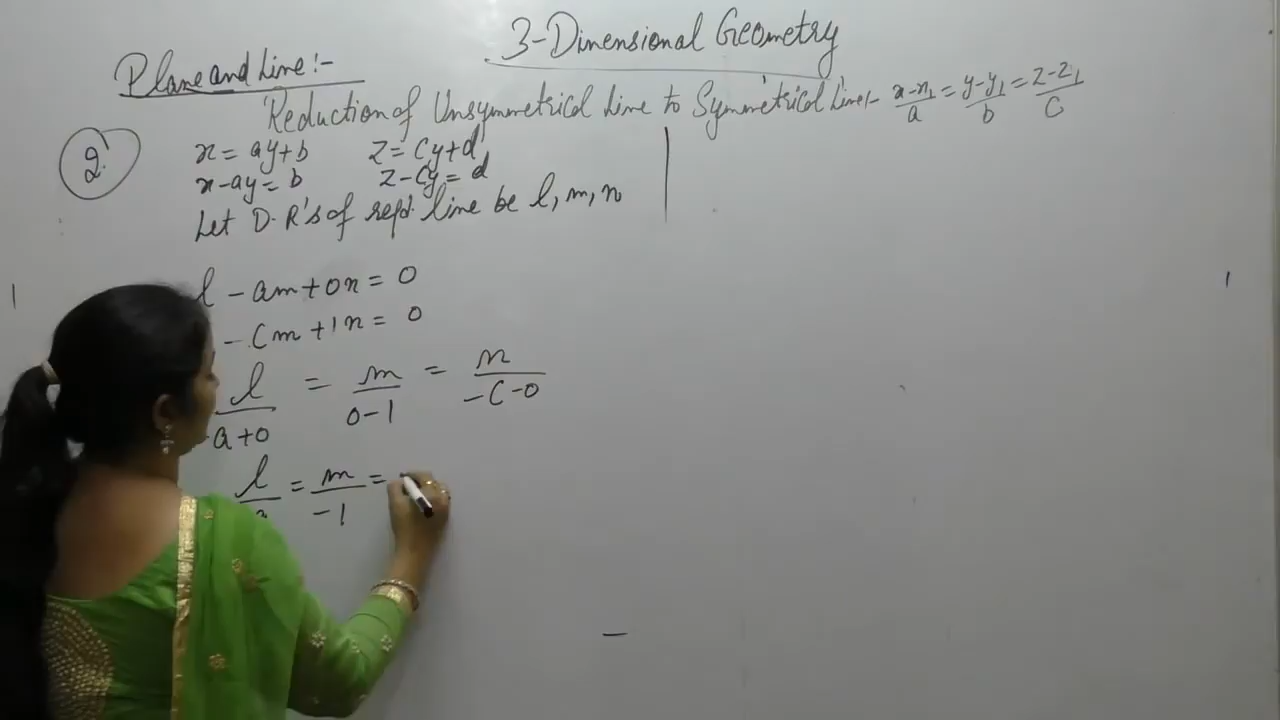 3-Dimensional Geometry
Plane and Line :-
Reduction of Unsymmetrical Line to Symmetrical Line :- x-x₁/a = y-y₁/b = z-z₁/c
2. x = ay+b z = cy+d
x-ay = b z-cy = d
Let D.R's of reqd. line be l, m, n
l - am + 0n = 0
- cm + 1n = 0
l/-a+0 = m/0-1 = n/-c-0
l/ = m/-1 =